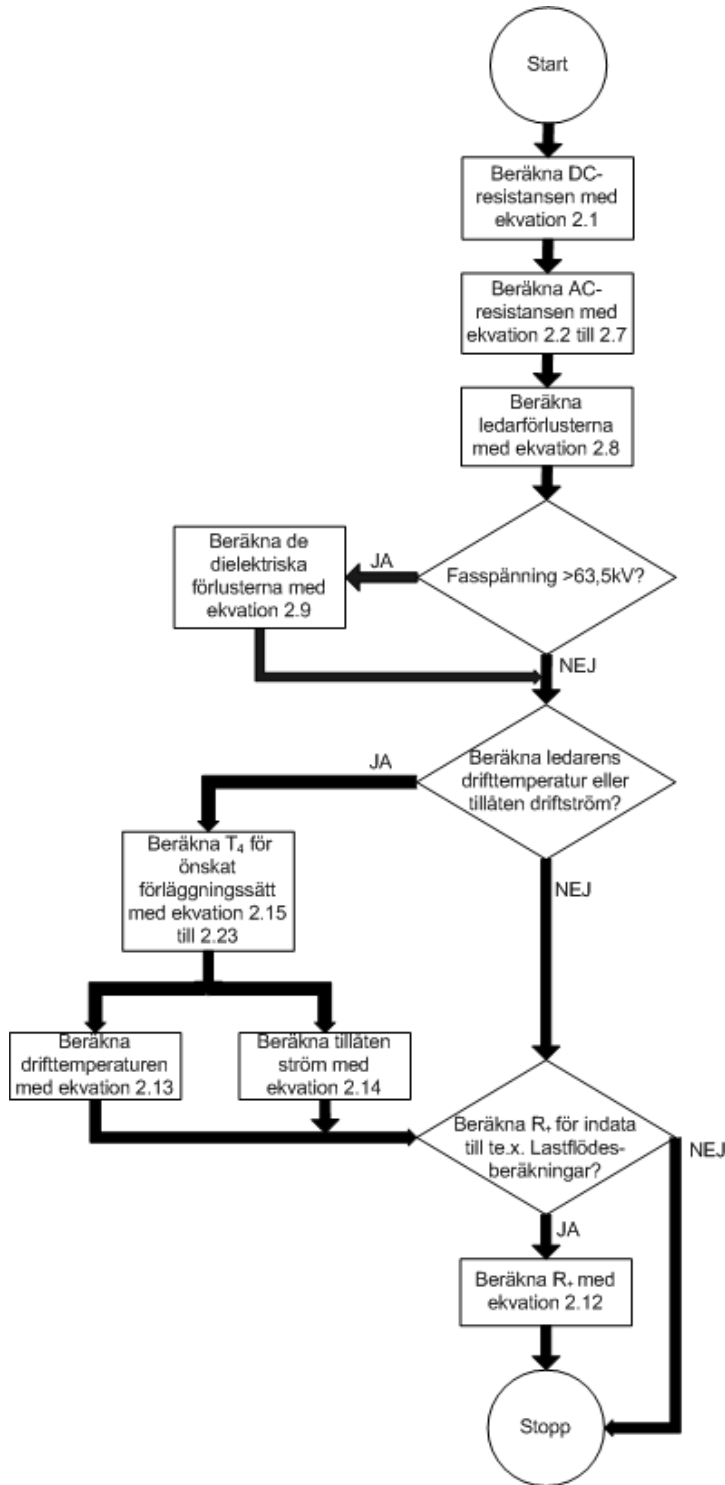 Start
Beräkna DC-
resistansen med
ekvation 2.1
Beräkna AC-
resistansen med
ekvation 2.2 till 2.7
Beräkna
ledarförlusterna
med ekvation 2.8
Fasspänning >63,5kV?
JA
Beräkna de
dielektriska
förlusterna med
ekvation 2.9
NEJ
Beräkna ledarens
drifttemperatur eller
tillåten driftström?
JA
Beräkna T₄ för
önskat
förläggningssätt
med ekvation 2.15
till 2.23
NEJ
Beräkna
drifttemperaturen
med ekvation 2.13
Beräkna tillåten
ström med
ekvation 2.14
Beräkna R₊ för indata
till te.x. Lastflödes-
beräkningar?
NEJ
JA
Beräkna R₊ med
ekvation 2.12
Stopp